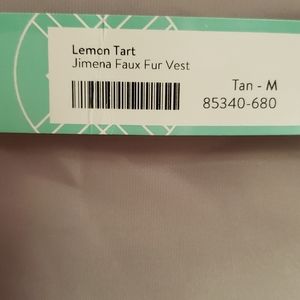 Lemon Tart
Jimena Faux Fur Vest
Tan - M
85340-680